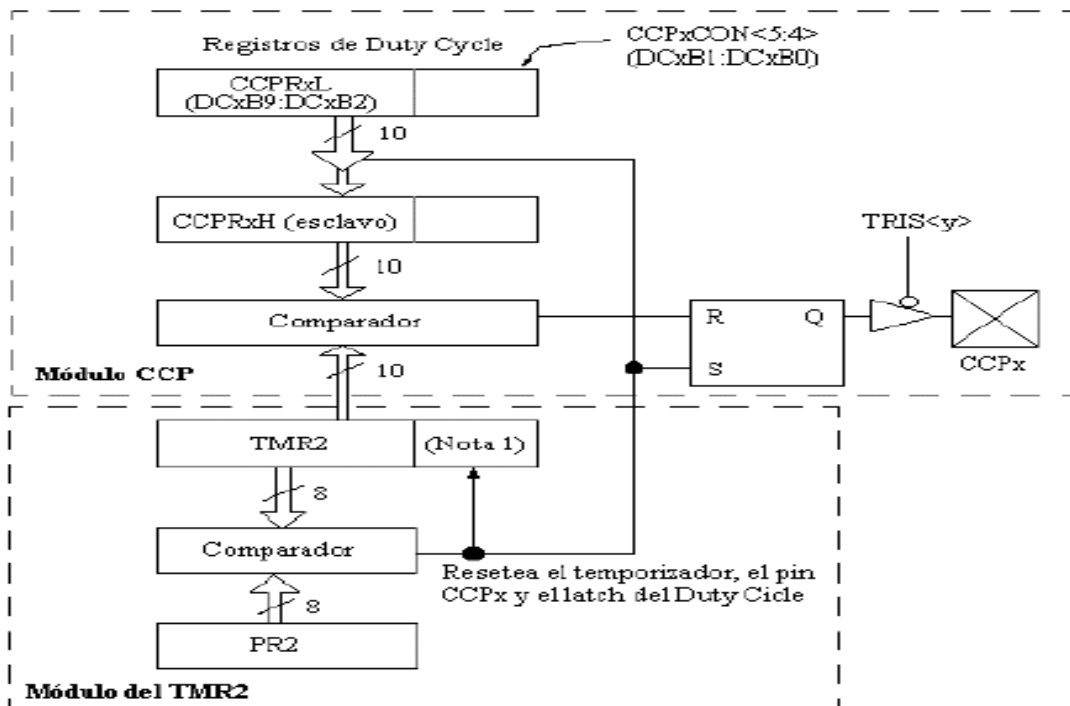 Registros de Duty Cycle
CCPxCON<5:4>
(DCxB1:DCxB0)
CCPRxL
(DCxB9:DCxB2)
10
CCPRxH (esclavo)
10
TRIS<y>
Comparador
R Q
S
CCPx
10
Módulo CCP
TMR2
(Nota 1)
8
Comparador
Resetea el temporizador, el pin
CCPx y el latch del Duty Cicle
8
PR2
Módulo del TMR2